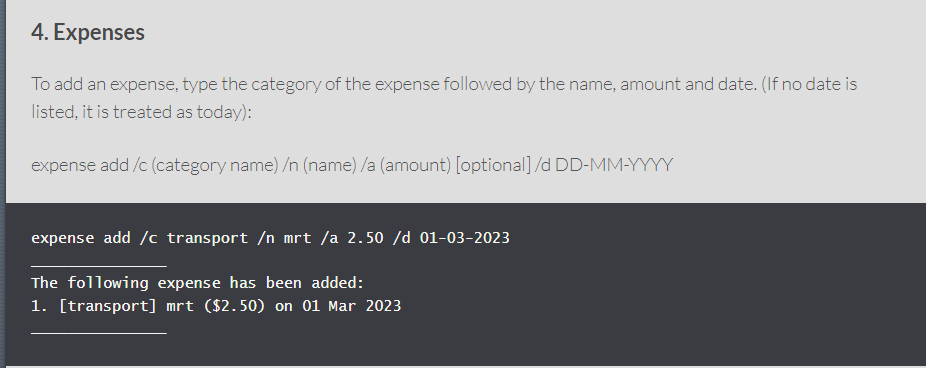 4. Expenses
To add an expense, type the category of the expense followed by the name, amount and date. (If no date is
listed, it is treated as today):
expense add /c (category name) /n (name) /a (amount) [optional] /d DD-MM-YYYY
expense add /c transport /n mrt /a 2.50 /d 01-03-2023
_______________
The following expense has been added:
1. [transport] mrt ($2.50) on 01 Mar 2023
_______________